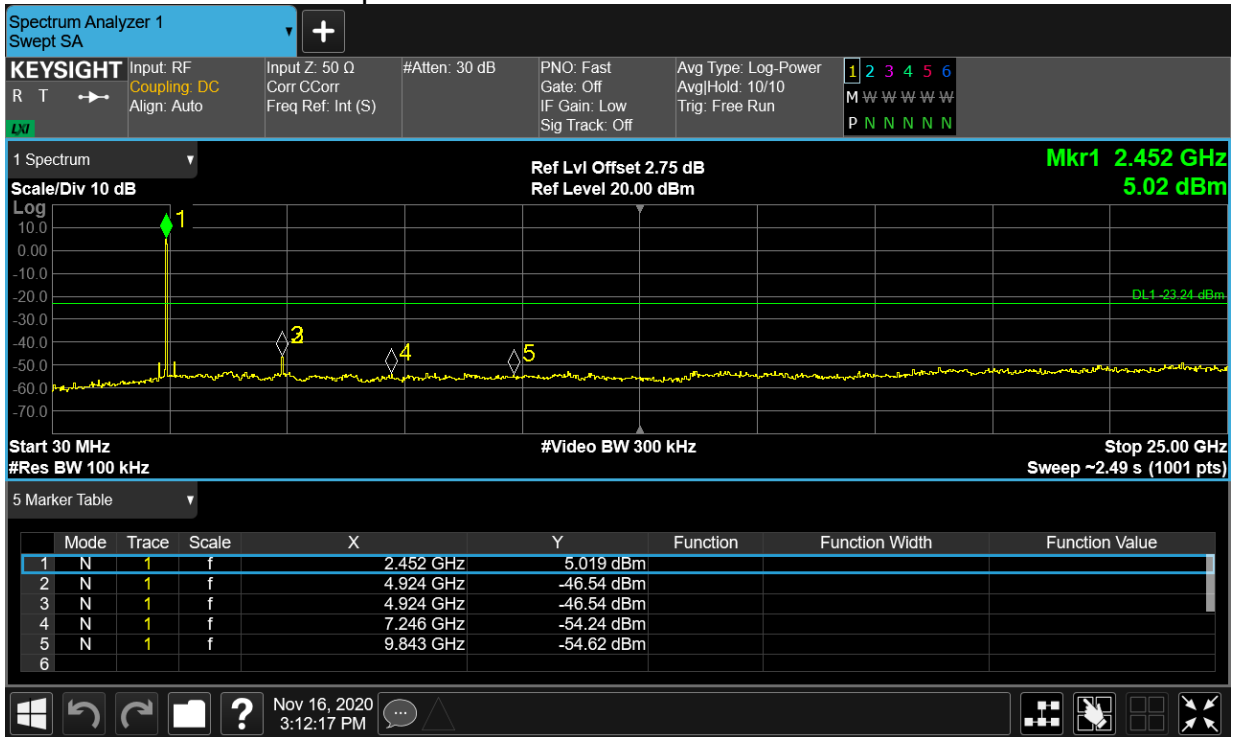 Spectrum Analyzer 1
Swept SA
KEYSIGHT
R T
LXI
Input: RF
Coupling: DC
Align: Auto
Input Z: 50 Ω
Corr CCorr
Freq Ref: Int (S)
#Atten: 30 dB
PNO: Fast
Gate: Off
IF Gain: Low
Sig Track: Off
Avg Type: Log-Power
Avg|Hold: 10/10
Trig: Free Run
1 2 3 4 5 6
M W W W W W
P N N N N N
1 Spectrum
Scale/Div 10 dB
Ref Lvl Offset 2.75 dB
Ref Level 20.00 dBm
Mkr1 2.452 GHz
5.02 dBm
Log
10.0
0.00
-10.0
-20.0
-30.0
-40.0
-50.0
-60.0
-70.0
1
DL1 -23.24 dBm
3
4
5
Start 30 MHz
#Res BW 100 kHz
#Video BW 300 kHz
Stop 25.00 GHz
Sweep ~2.49 s (1001 pts)
5 Marker Table
Mode Trace Scale X Y Function Function Width Function Value
1 N 1 f 2.452 GHz 5.019 dBm
2 N 1 f 4.924 GHz -46.54 dBm
3 N 1 f 4.924 GHz -46.54 dBm
4 N 1 f 7.246 GHz -54.24 dBm
5 N 1 f 9.843 GHz -54.62 dBm
6
?
Nov 16, 2020
3:12:17 PM